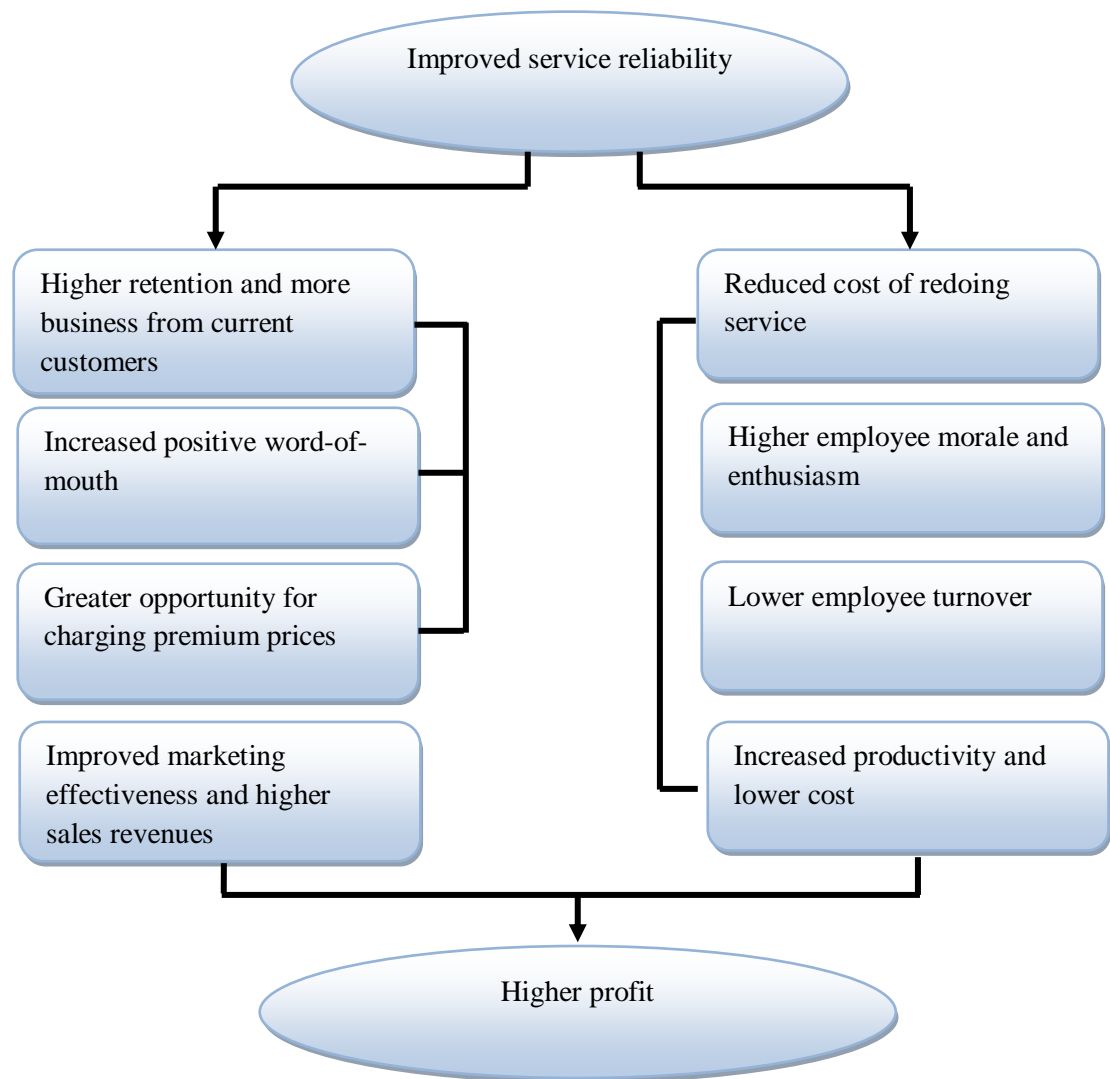 Improved service reliability
Higher retention and more
business from current
customers
Increased positive word-of-
mouth
Greater opportunity for
charging premium prices
Improved marketing
effectiveness and higher
sales revenues
Reduced cost of redoing
service
Higher employee morale and
enthusiasm
Lower employee turnover
Increased productivity and
lower cost
Higher profit